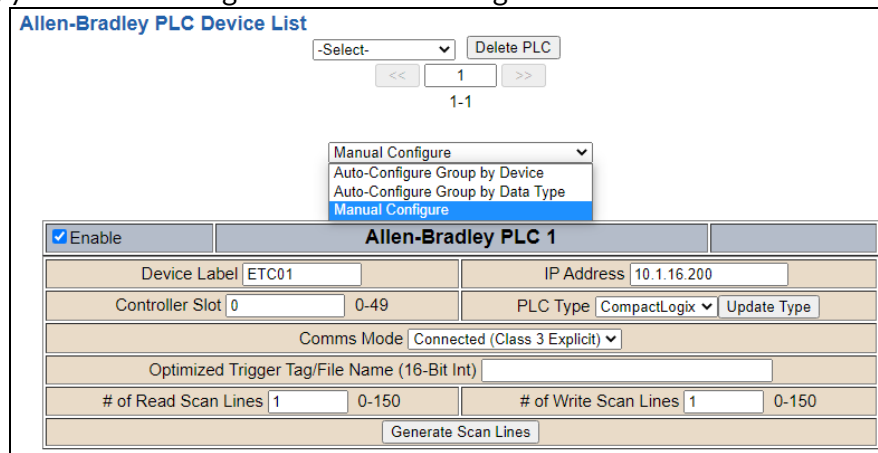 Allen-Bradley PLC Device List
-Select- Delete PLC
<< 1 >>
1-1
Manual Configure
Auto-Configure Group by Device
Auto-Configure Group by Data Type
Manual Configure
Enable Allen-Bradley PLC 1
Device Label ETC01 IP Address 10.1.16.200
Controller Slot 0 0-49 PLC Type CompactLogix Update Type
Comms Mode Connected (Class 3 Explicit)
Optimized Trigger Tag/File Name (16-Bit Int)
# of Read Scan Lines 1 0-150 # of Write Scan Lines 1 0-150
Generate Scan Lines